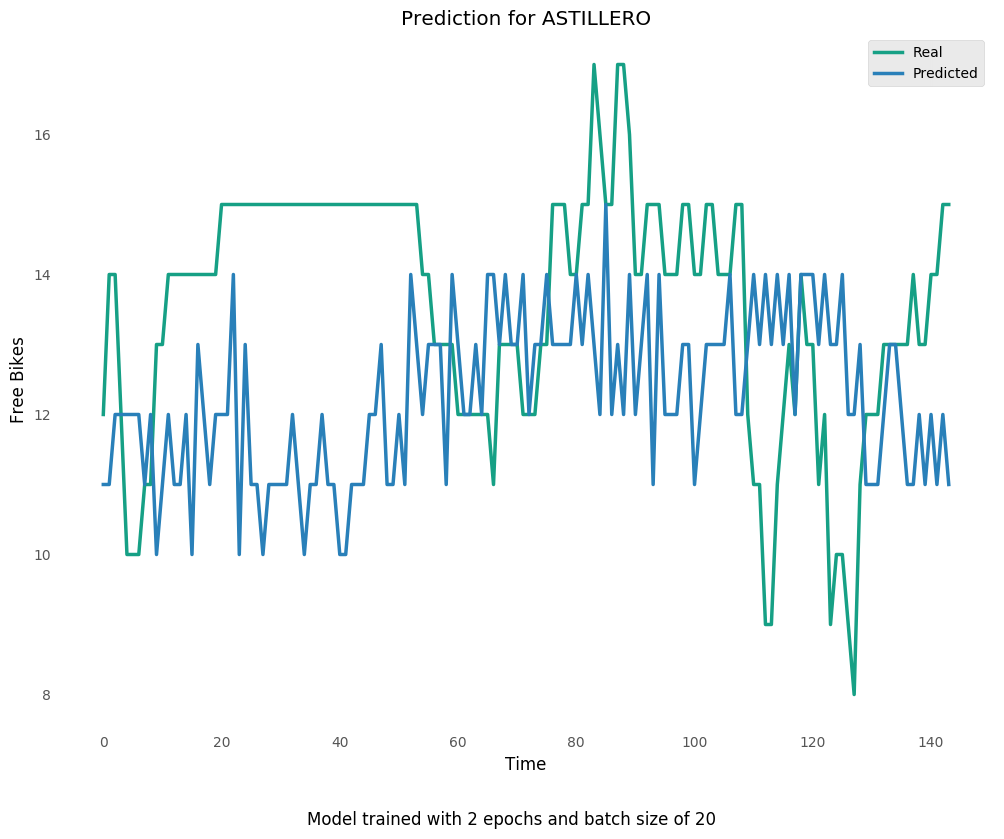 Prediction for ASTILLERO
Real
Predicted
16
14
12
10
8
Free Bikes
0 20 40 60 80 100 120 140
Time
Model trained with 2 epochs and batch size of 20